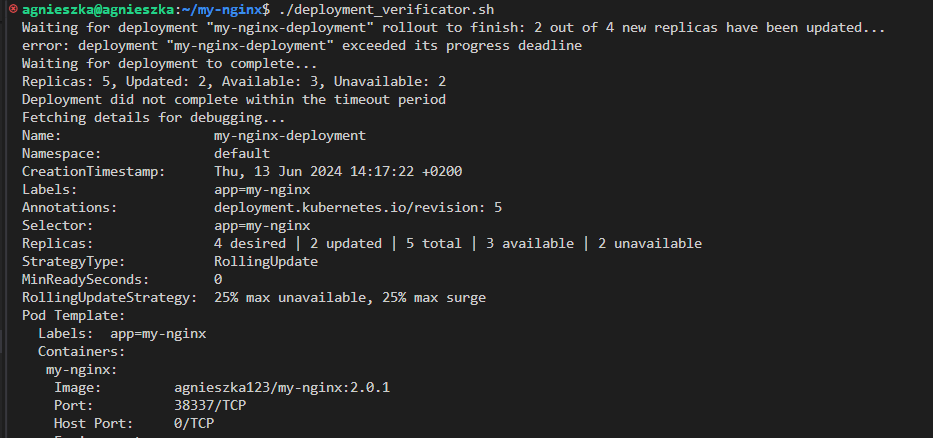 agnieszka@agnieszka:~/my-nginx$ ./deployment_verificator.sh
Waiting for deployment "my-nginx-deployment" rollout to finish: 2 out of 4 new replicas have been updated...
error: deployment "my-nginx-deployment" exceeded its progress deadline
Waiting for deployment to complete...
Replicas: 5, Updated: 2, Available: 3, Unavailable: 2
Deployment did not complete within the timeout period
Fetching details for debugging...
Name:                   my-nginx-deployment
Namespace:              default
CreationTimestamp:      Thu, 13 Jun 2024 14:17:22 +0200
Labels:                 app=my-nginx
Annotations:            deployment.kubernetes.io/revision: 5
Selector:               app=my-nginx
Replicas:               4 desired | 2 updated | 5 total | 3 available | 2 unavailable
StrategyType:           RollingUpdate
MinReadySeconds:        0
RollingUpdateStrategy:  25% max unavailable, 25% max surge
Pod Template:
  Labels:  app=my-nginx
  Containers:
   my-nginx:
    Image:         agnieszka123/my-nginx:2.0.1
    Port:          38337/TCP
    Host Port:     0/TCP